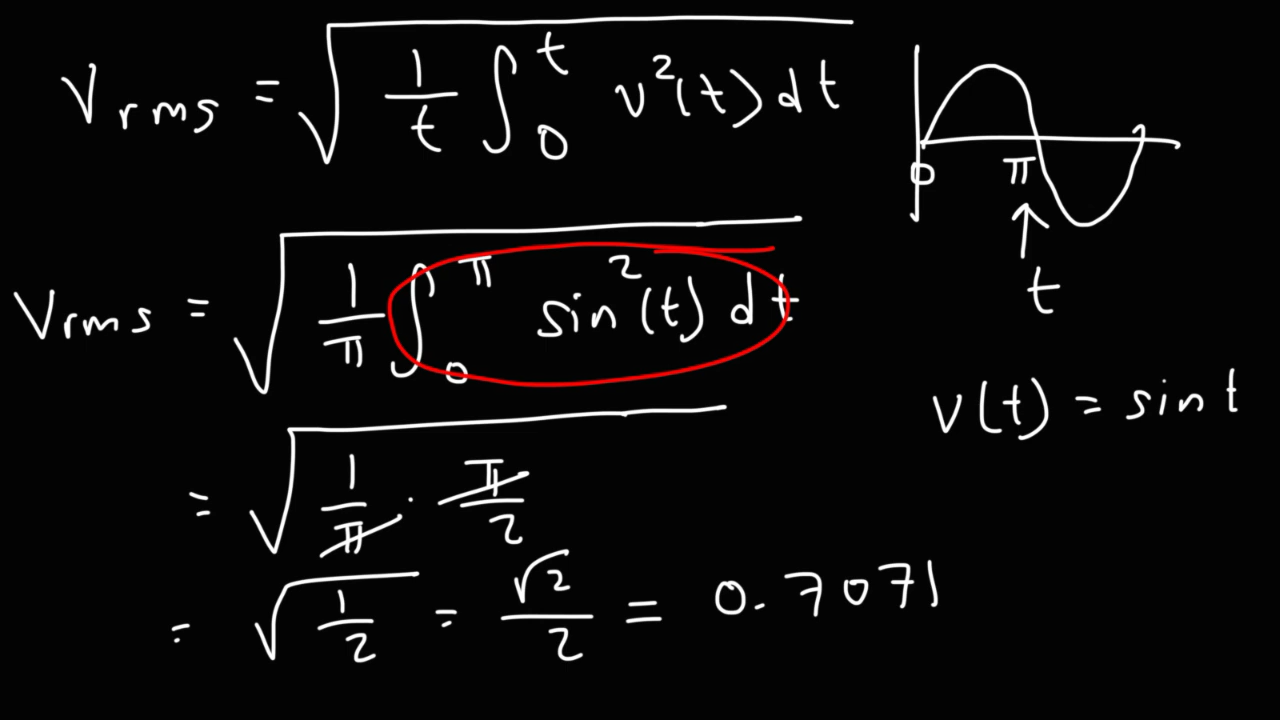 Vrms = √(1/t ∫₀ᵗ v²(t) dt)
0 π
↑
t
Vrms = √(1/π ∫₀^π sin²(t) dt)
v(t) = sin t
= √(1/π · π/2)
= √(1/2) = √2/2 = 0.7071